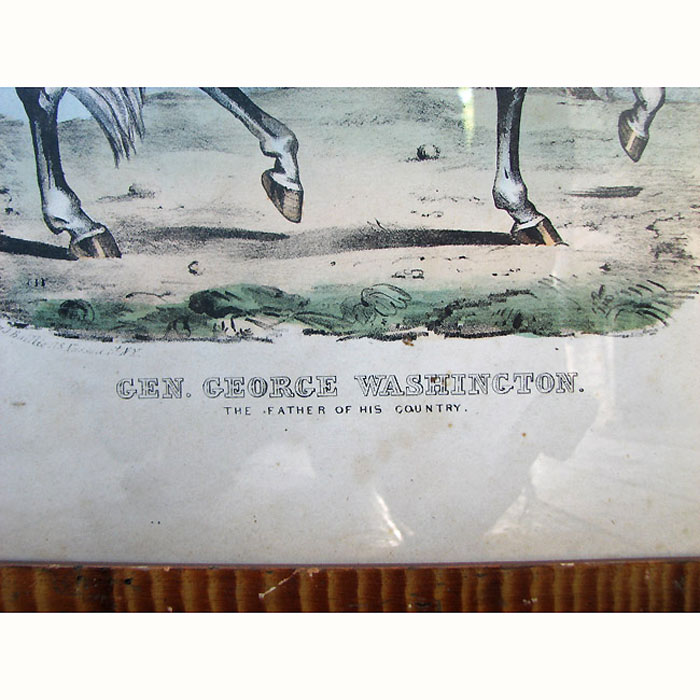 GEN. GEORGE WASHINGTON.
THE FATHER OF HIS COUNTRY.